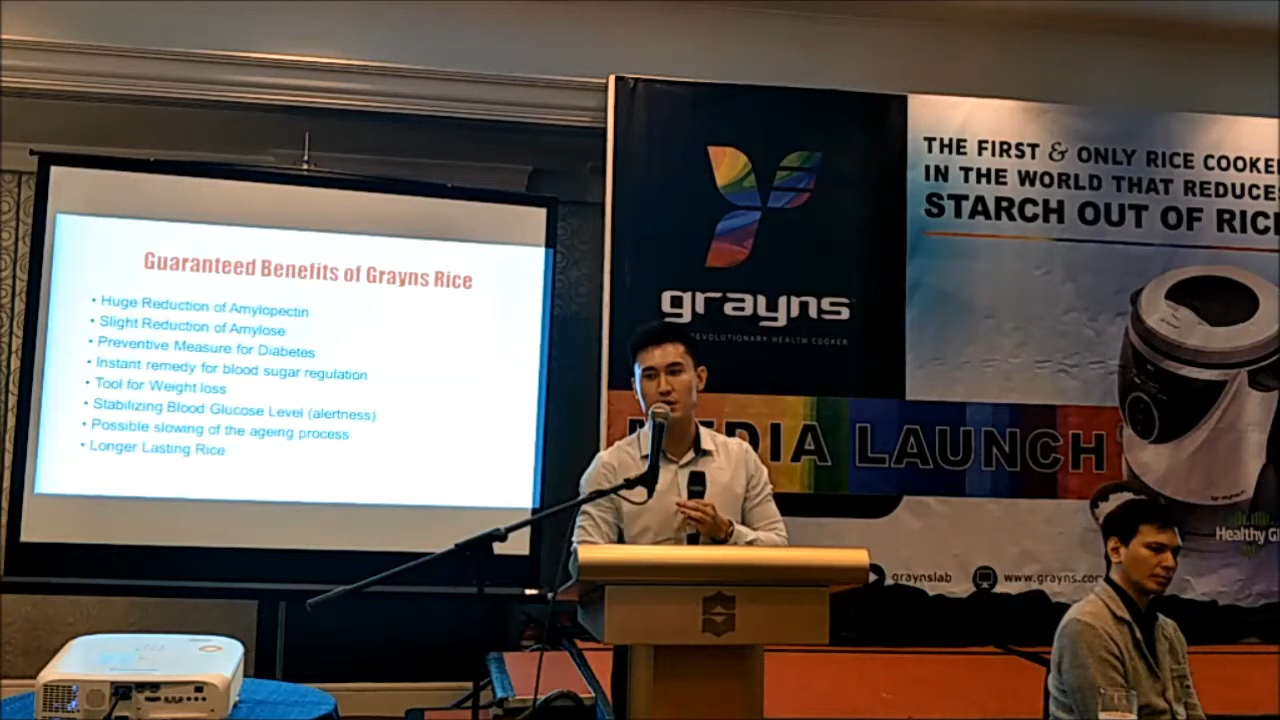 Guaranteed Benefits of Grayns Rice
• Huge Reduction of Amylopectin
• Slight Reduction of Amylose
• Preventive Measure for Diabetes
• Instant remedy for blood sugar regulation
• Tool for Weight loss
• Stabilizing Blood Glucose Level (alertness)
• Possible slowing of the ageing process
• Longer Lasting Rice
grayns
REVOLUTIONARY HEALTH COOKER
THE FIRST & ONLY RICE COOKE
IN THE WORLD THAT REDUCE
STARCH OUT OF RIC
MEDIA LAUNCH
Healthy G
graynslab
www.grayns.co